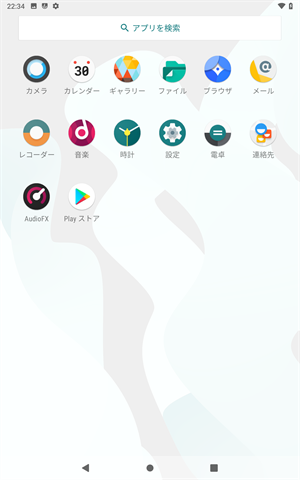 22:34
アプリを検索
30
カメラ
カレンダー
ギャラリー
ファイル
ブラウザ
メール
レコーダー
音楽
時計
設定
電卓
連絡先
AudioFX
Play ストア